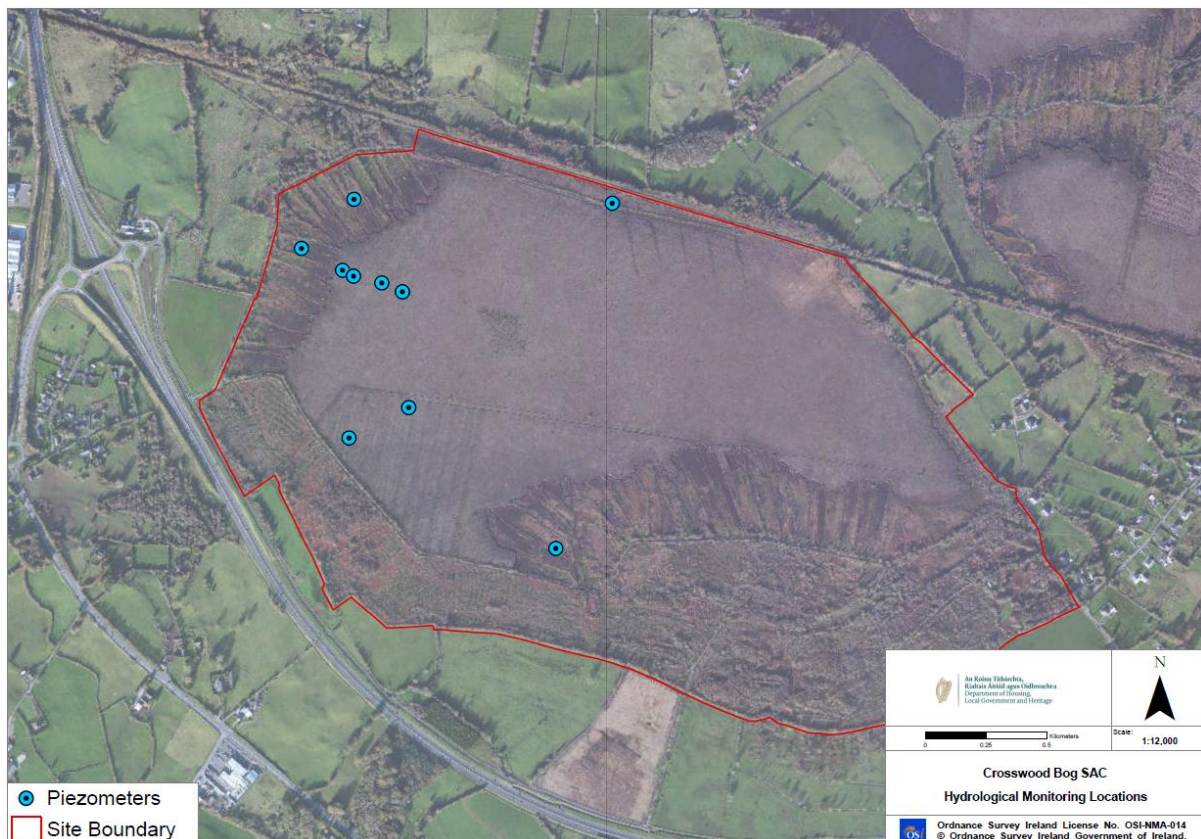 Piezometers
Site Boundary
An Roinn Tithíochta,
Rialtais Áitiúil agus Oidhreachta
Department of Housing,
Local Government and Heritage
N
Kilometers
0 0.25 0.5
Scale:
1:12,000
Crosswood Bog SAC
Hydrological Monitoring Locations
OSi
Ordnance Survey Ireland License No. OSI-NMA-014
© Ordnance Survey Ireland Government of Ireland.